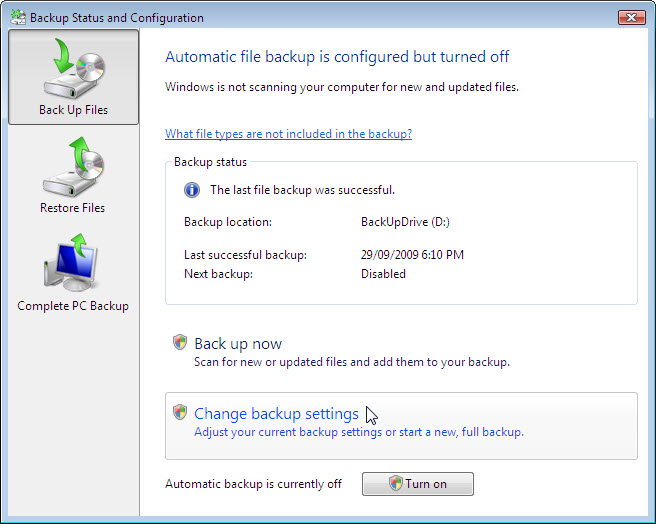 Backup Status and Configuration
Back Up Files
Restore Files
Complete PC Backup
Automatic file backup is configured but turned off
Windows is not scanning your computer for new and updated files.
What file types are not included in the backup?
Backup status
The last file backup was successful.
Backup location: BackUpDrive (D:)
Last successful backup: 29/09/2009 6:10 PM
Next backup: Disabled
Back up now
Scan for new or updated files and add them to your backup.
Change backup settings
Adjust your current backup settings or start a new, full backup.
Automatic backup is currently off Turn on